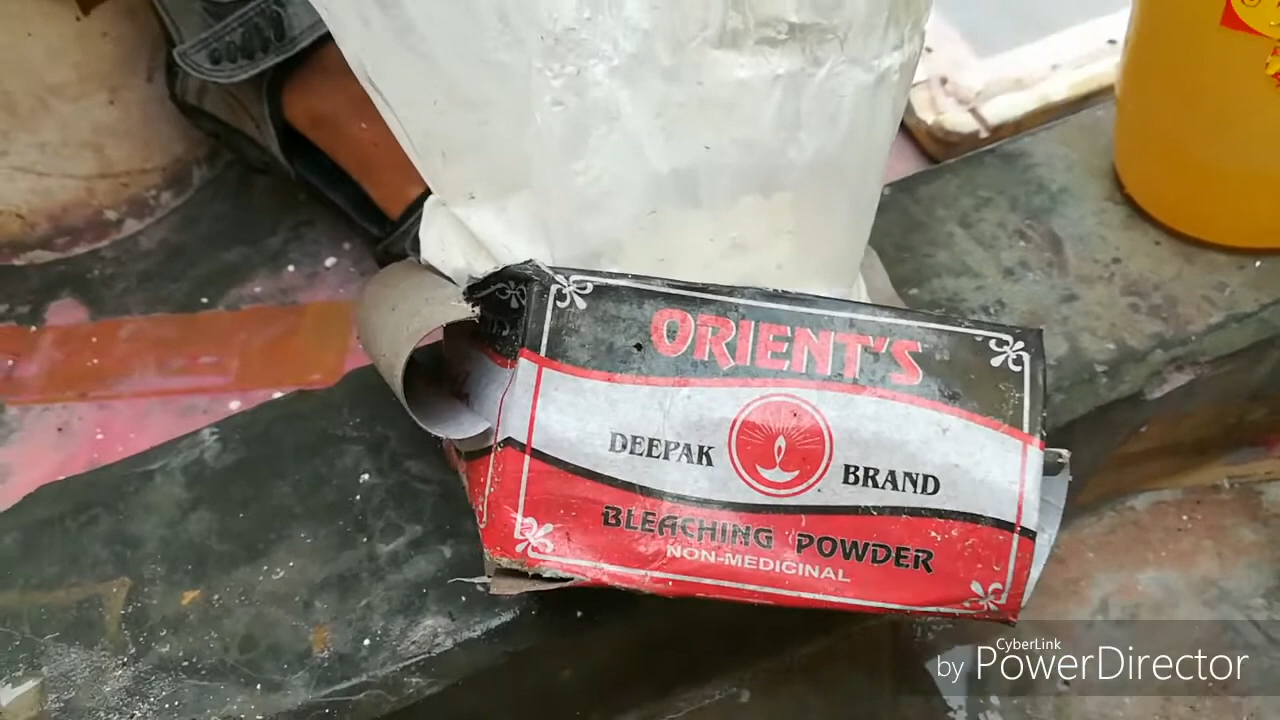 ORIENT'S
DEEPAK BRAND
BLEACHING POWDER
NON-MEDICINAL
CyberLink
by PowerDirector